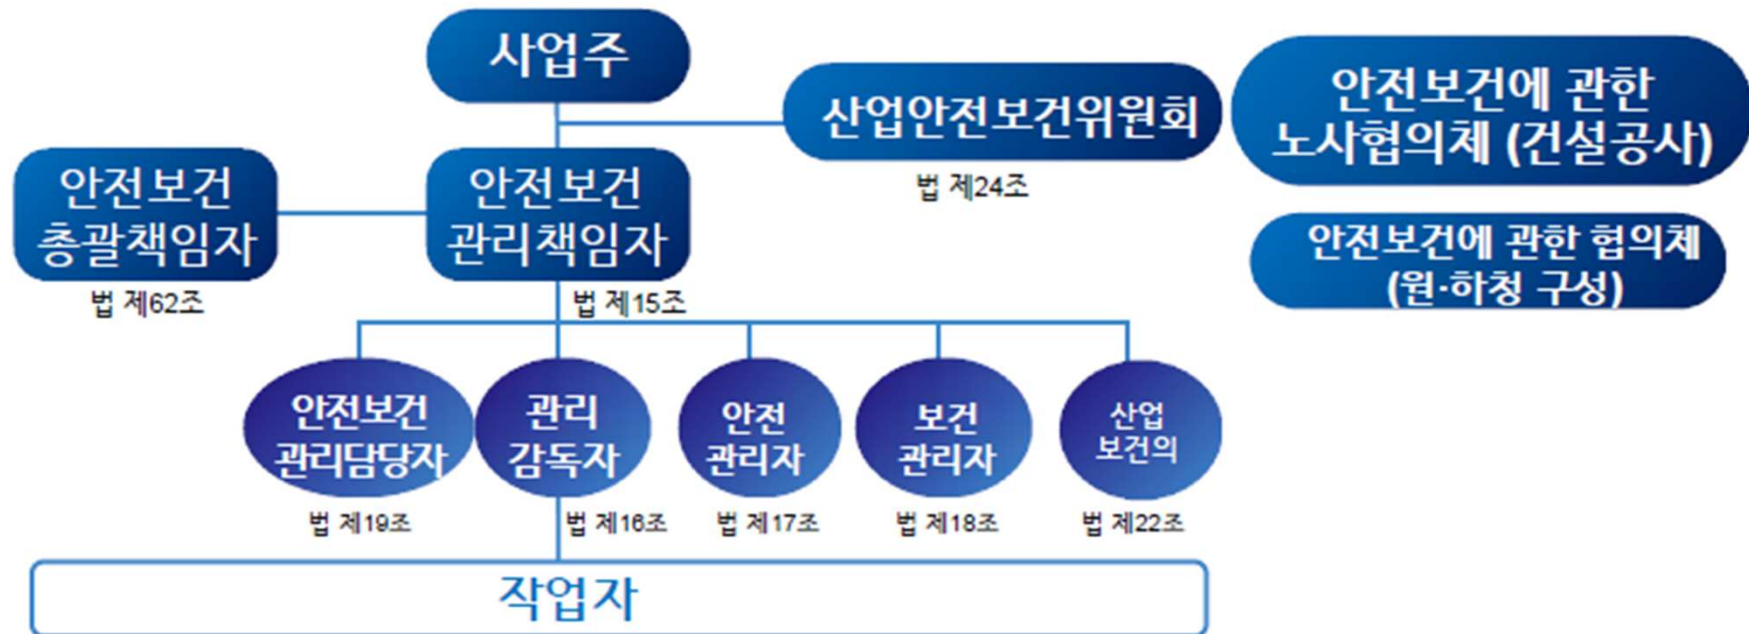 사업주
산업안전보건위원회
법 제24조
안전보건에 관한
노사협의체 (건설공사)
안전보건에 관한 협의체
(원·하청 구성)
안전보건
총괄책임자
법 제62조
안전보건
관리책임자
법 제15조
안전보건
관리담당자
법 제19조
관리
감독자
법 제16조
안전
관리자
법 제17조
보건
관리자
법 제18조
산업
보건의
법 제22조
작업자